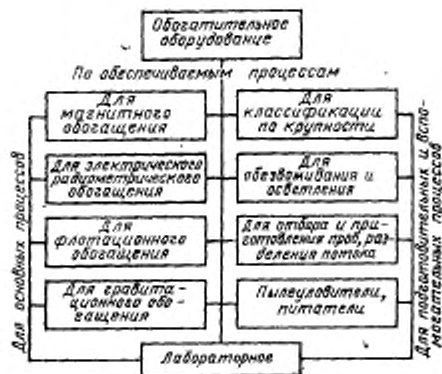 Обогатительное
оборудование
По обеспечиваемым процессам
Для
магнитного
обогащения
Для
классификации
по крупности
Для электрического
радиометрического
обогащения
Для
обезвоживания и
осветления
Для
флотационного
обогащения
Для отбора и при-
готовления проб, раз-
деления потока
Для гравита-
ционного обо-
гащения
Пылеуловители,
питатели
Лабораторное
Для основных процессов
Для подготовительных и вспо-
могательных процессов